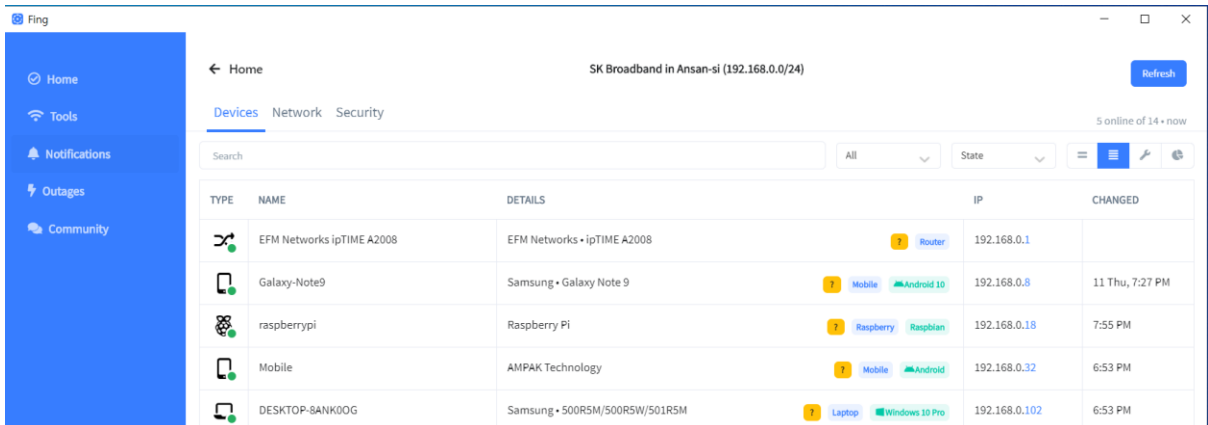 Fing
Home
Tools
Notifications
Outages
Community
← Home
SK Broadband in Ansan-si (192.168.0.0/24)
Refresh
Devices Network Security
5 online of 14 • now
Search All State
TYPE NAME DETAILS IP CHANGED
EFM Networks ipTIME A2008 EFM Networks • ipTIME A2008 ? Router 192.168.0.1
Galaxy-Note9 Samsung • Galaxy Note 9 ? Mobile Android 10 192.168.0.8 11 Thu, 7:27 PM
raspberrypi Raspberry Pi ? Raspberry Raspbian 192.168.0.18 7:55 PM
Mobile AMPAK Technology ? Mobile Android 192.168.0.32 6:53 PM
DESKTOP-8ANK0OG Samsung • 500R5M/500R5W/501R5M ? Laptop Windows 10 Pro 192.168.0.102 6:53 PM